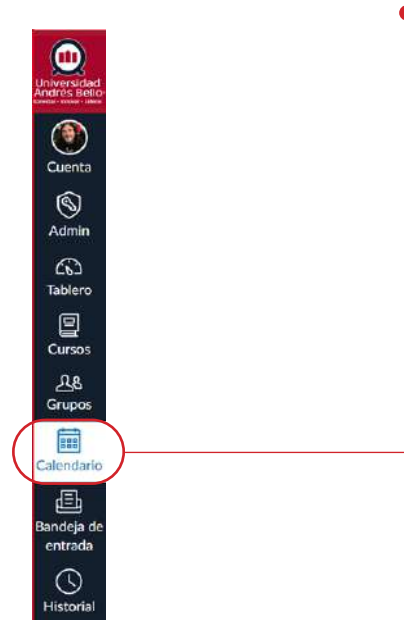 Universidad
Andrés Bello
Cuenta
Admin
Tablero
Cursos
Grupos
Calendario
Bandeja de
entrada
Historial